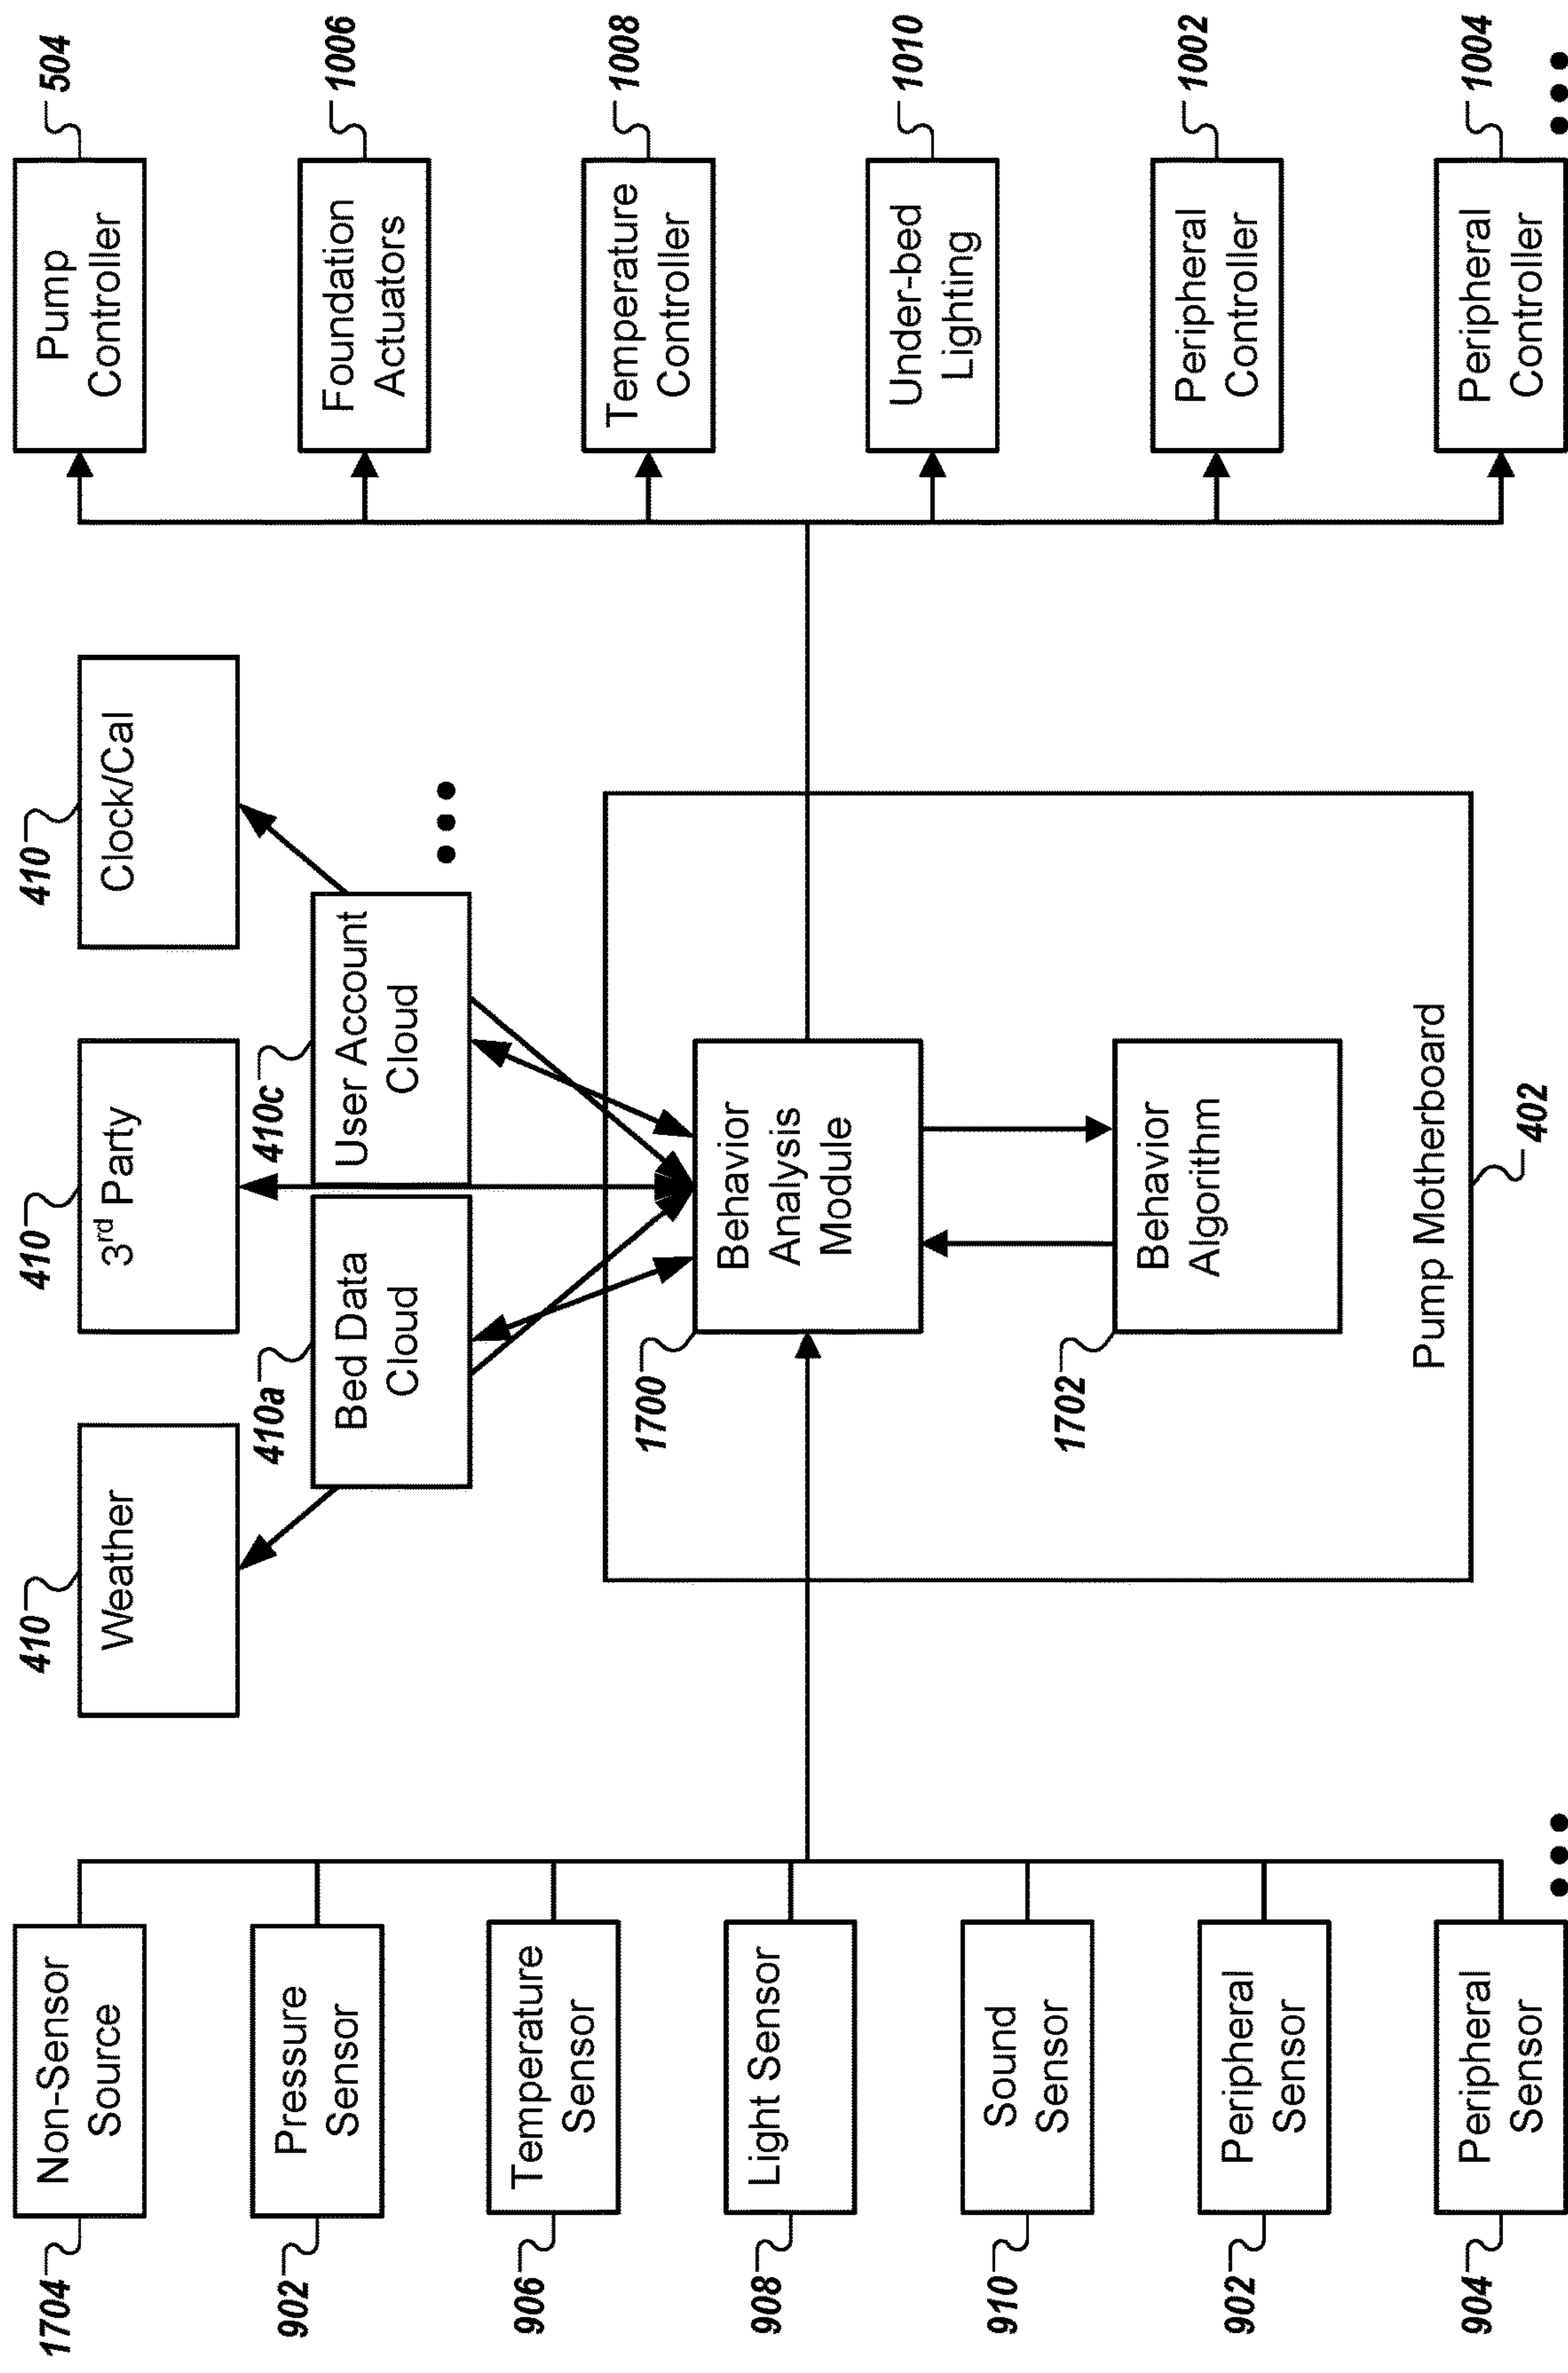 1704
Non-Sensor
Source
902
Pressure
Sensor
906
Temperature
Sensor
908
Light Sensor
910
Sound
Sensor
902
Peripheral
Sensor
904
Peripheral
Sensor
410
Weather
410
3rd Party
410
Clock/Cal
410a
Bed Data
Cloud
410c
User Account
Cloud
1700
Behavior
Analysis
Module
1702
Behavior
Algorithm
Pump Motherboard
402
Pump
Controller
504
Foundation
Actuators
1006
Temperature
Controller
1008
Under-bed
Lighting
1010
Peripheral
Controller
1002
Peripheral
Controller
1004